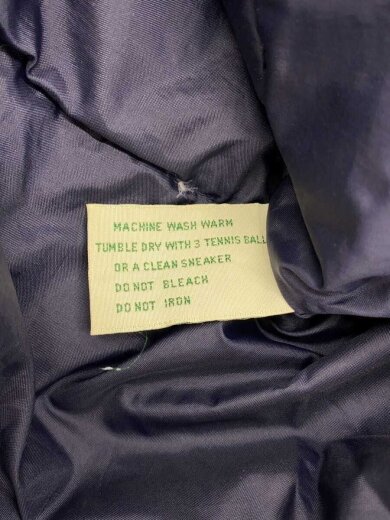 MACHINE WASH WARM
TUMBLE DRY WITH 3 TENNIS BALL
OR A CLEAN SNEAKER
DO NOT BLEACH
DO NOT IRON